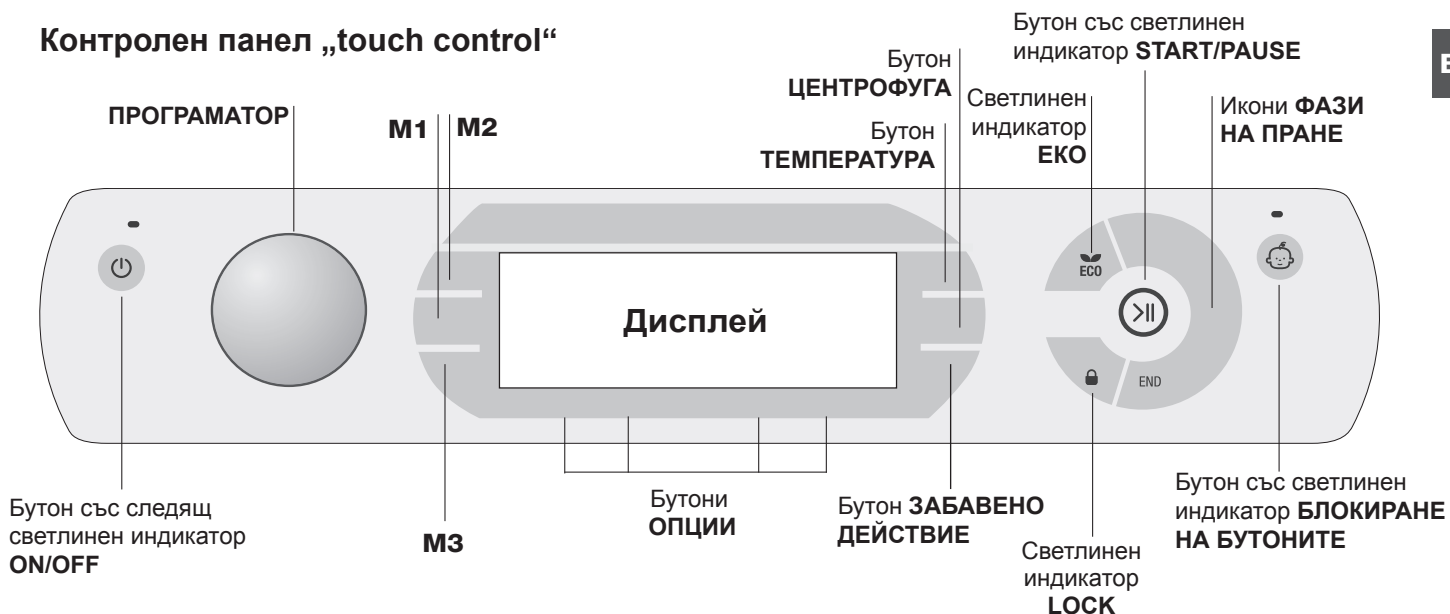 Контролен панел „touch control“
ПРОГРАМАТОР
M1
M2
Бутон
ЦЕНТРОФУГА
Бутон
ТЕМПЕРАТУРА
Светлинен
индикатор
ЕКО
Бутон със светлинен
индикатор START/PAUSE
Икони ФАЗИ
НА ПРАНЕ
Дисплей
ECO
END
Бутон със следящ
светлинен индикатор
ON/OFF
M3
Бутони
ОПЦИИ
Бутон ЗАБАВЕНО
ДЕЙСТВИЕ
Светлинен
индикатор
LOCK
Бутон със светлинен
индикатор БЛОКИРАНЕ
НА БУТОНИТЕ